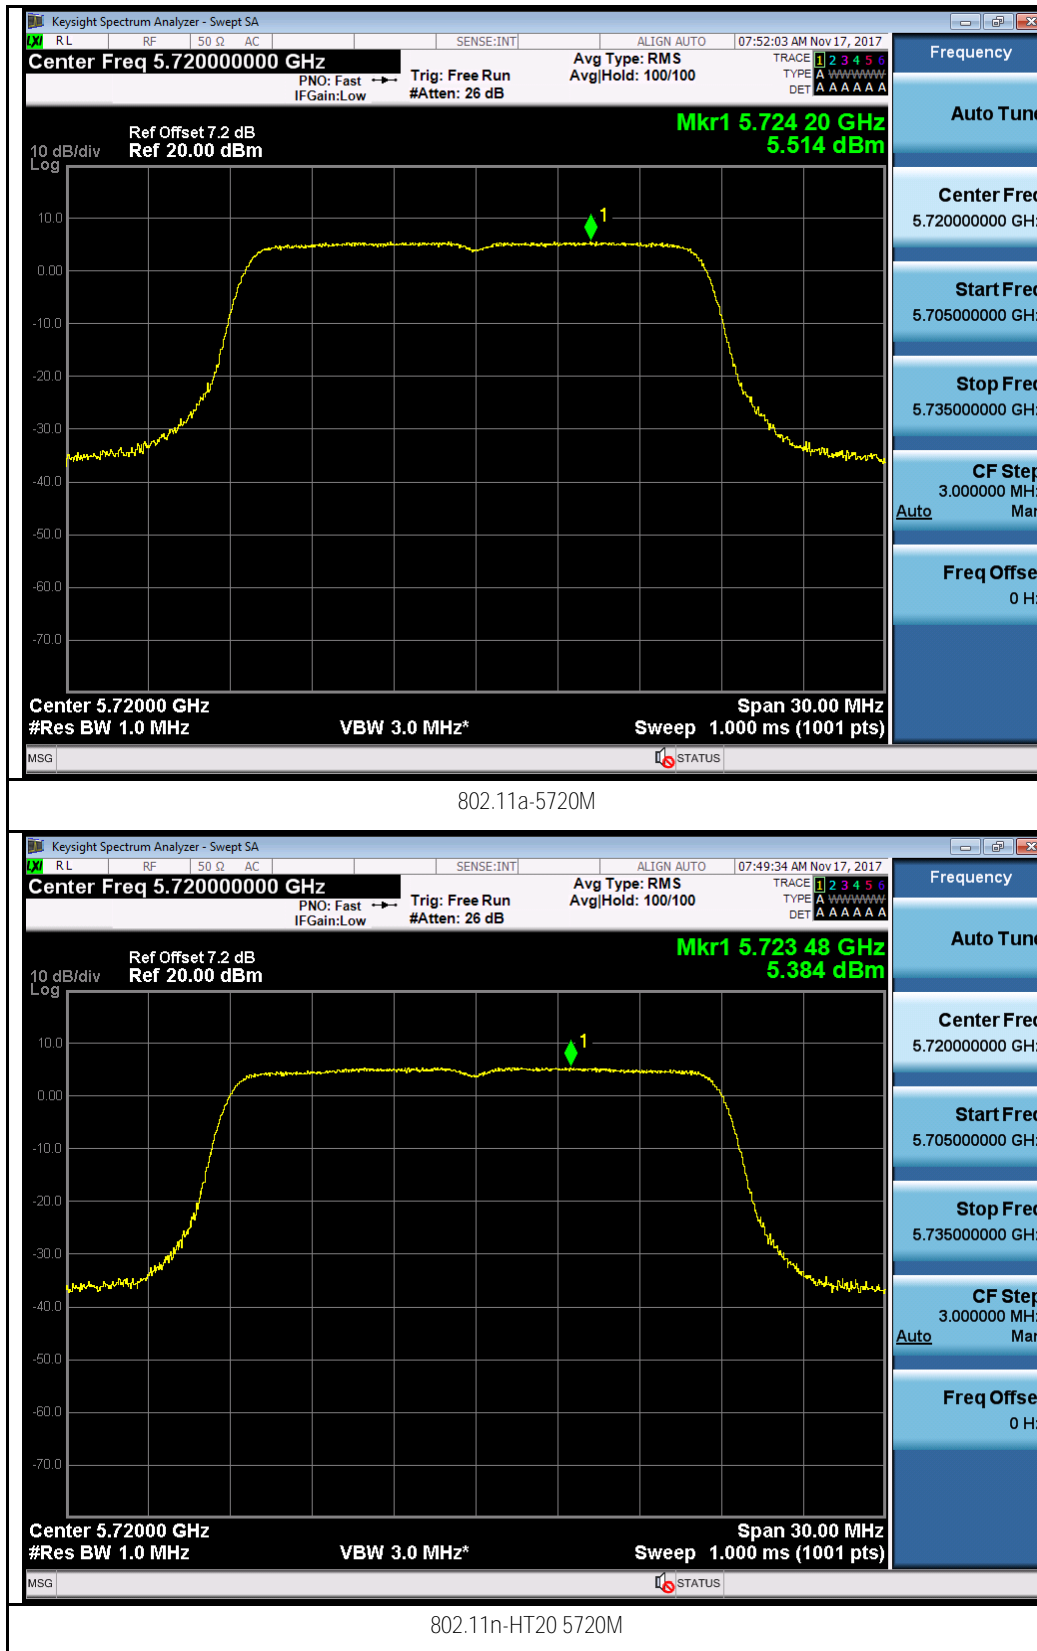 Keysight Spectrum Analyzer - Swept SA
LXI RL RF 50 Ω AC SENSE:INT ALIGN AUTO 07:52:03 AM Nov 17, 2017
Center Freq 5.720000000 GHz
PNO: Fast
IFGain:Low
Trig: Free Run
#Atten: 26 dB
Avg Type: RMS
Avg|Hold: 100/100
TRACE 1 2 3 4 5 6
TYPE A WWWWW
DET A A A A A A
Frequency
Auto Tune
Mkr1 5.724 20 GHz
5.514 dBm
Ref Offset 7.2 dB
10 dB/div Ref 20.00 dBm
Log
1
10.0
0.00
-10.0
-20.0
-30.0
-40.0
-50.0
-60.0
-70.0
Center Freq
5.720000000 GHz
Start Freq
5.705000000 GHz
Stop Freq
5.735000000 GHz
CF Step
3.000000 MHz
Auto Man
Freq Offset
0 Hz
Center 5.72000 GHz Span 30.00 MHz
#Res BW 1.0 MHz VBW 3.0 MHz* Sweep 1.000 ms (1001 pts)
MSG STATUS
802.11a-5720M
Keysight Spectrum Analyzer - Swept SA
LXI RL RF 50 Ω AC SENSE:INT ALIGN AUTO 07:49:34 AM Nov 17, 2017
Center Freq 5.720000000 GHz
PNO: Fast
IFGain:Low
Trig: Free Run
#Atten: 26 dB
Avg Type: RMS
Avg|Hold: 100/100
TRACE 1 2 3 4 5 6
TYPE A WWWWW
DET A A A A A A
Frequency
Auto Tune
Mkr1 5.723 48 GHz
5.384 dBm
Ref Offset 7.2 dB
10 dB/div Ref 20.00 dBm
Log
1
10.0
0.00
-10.0
-20.0
-30.0
-40.0
-50.0
-60.0
-70.0
Center Freq
5.720000000 GHz
Start Freq
5.705000000 GHz
Stop Freq
5.735000000 GHz
CF Step
3.000000 MHz
Auto Man
Freq Offset
0 Hz
Center 5.72000 GHz Span 30.00 MHz
#Res BW 1.0 MHz VBW 3.0 MHz* Sweep 1.000 ms (1001 pts)
MSG STATUS
802.11n-HT20 5720M